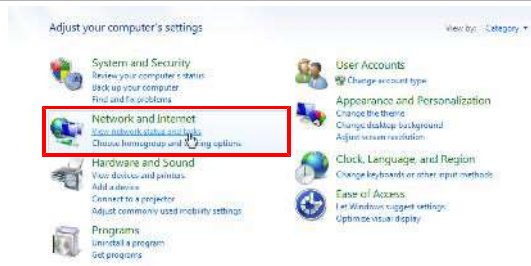 Adjust your computer's settings
View by: Category
System and Security
Review your computer's status
Back up your computer
Find and fix problems
Network and Internet
View network status and tasks
Choose homegroup and sharing options
Hardware and Sound
View devices and printers
Add a device
Connect to a projector
Adjust commonly used mobility settings
Programs
Uninstall a program
Get programs
User Accounts
Change account type
Appearance and Personalization
Change the theme
Change desktop background
Adjust screen resolution
Clock, Language, and Region
Change keyboards or other input methods
Ease of Access
Let Windows suggest settings
Optimize visual display